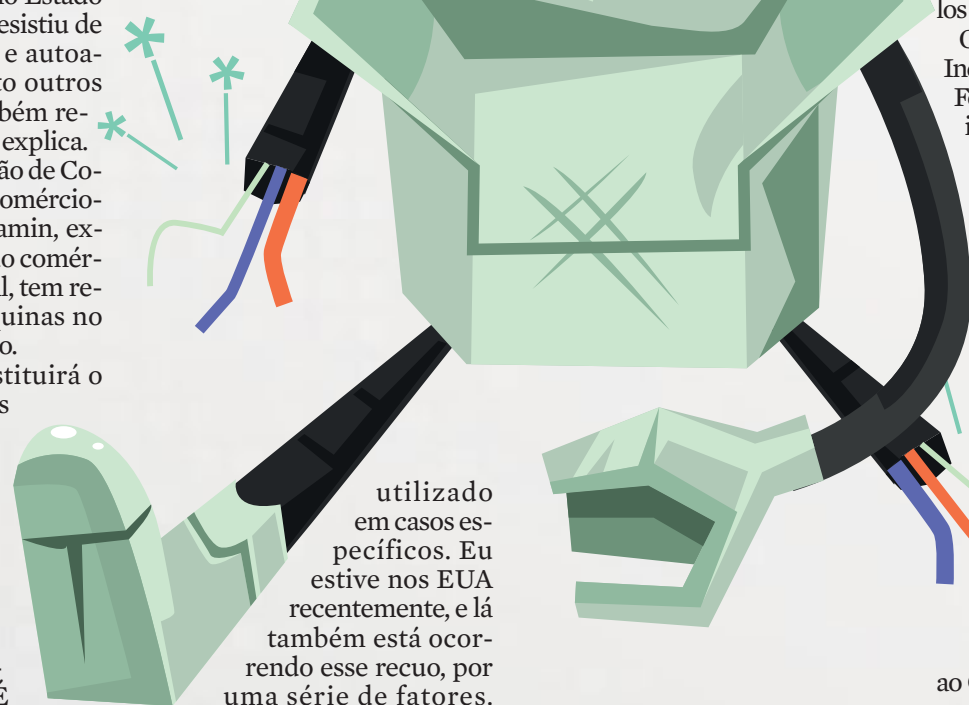 esistiu de
e autoa-
to outros
bém re-
explica.
ão de Co-
omércio-
amin, ex-
o comér-
l, tem re-
uinas no
o.
stituirá o
s
É
utilizado
em casos es-
pecíficos. Eu
estive nos EUA
recentemente, e lá
também está ocor-
rendo esse recuo, por
uma série de fatores.
los
ao